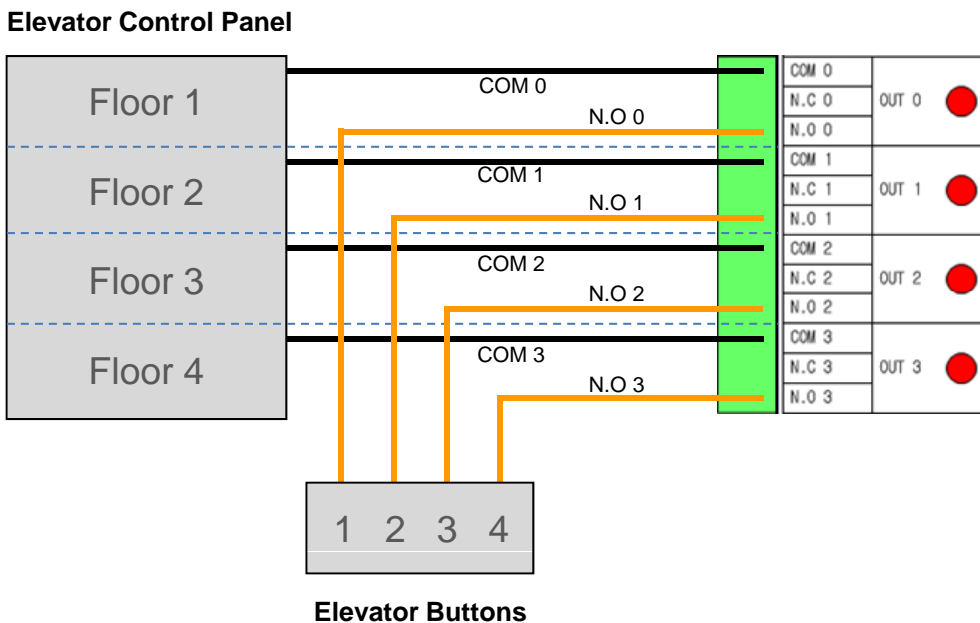 Elevator Control Panel
Floor 1
Floor 2
Floor 3
Floor 4
COM 0
N.O 0
COM 1
N.O 1
COM 2
N.O 2
COM 3
N.O 3
COM 0
N.C 0
N.O 0
OUT 0
COM 1
N.C 1
N.O 1
OUT 1
COM 2
N.C 2
N.O 2
OUT 2
COM 3
N.C 3
N.O 3
OUT 3
1 2 3 4
Elevator Buttons